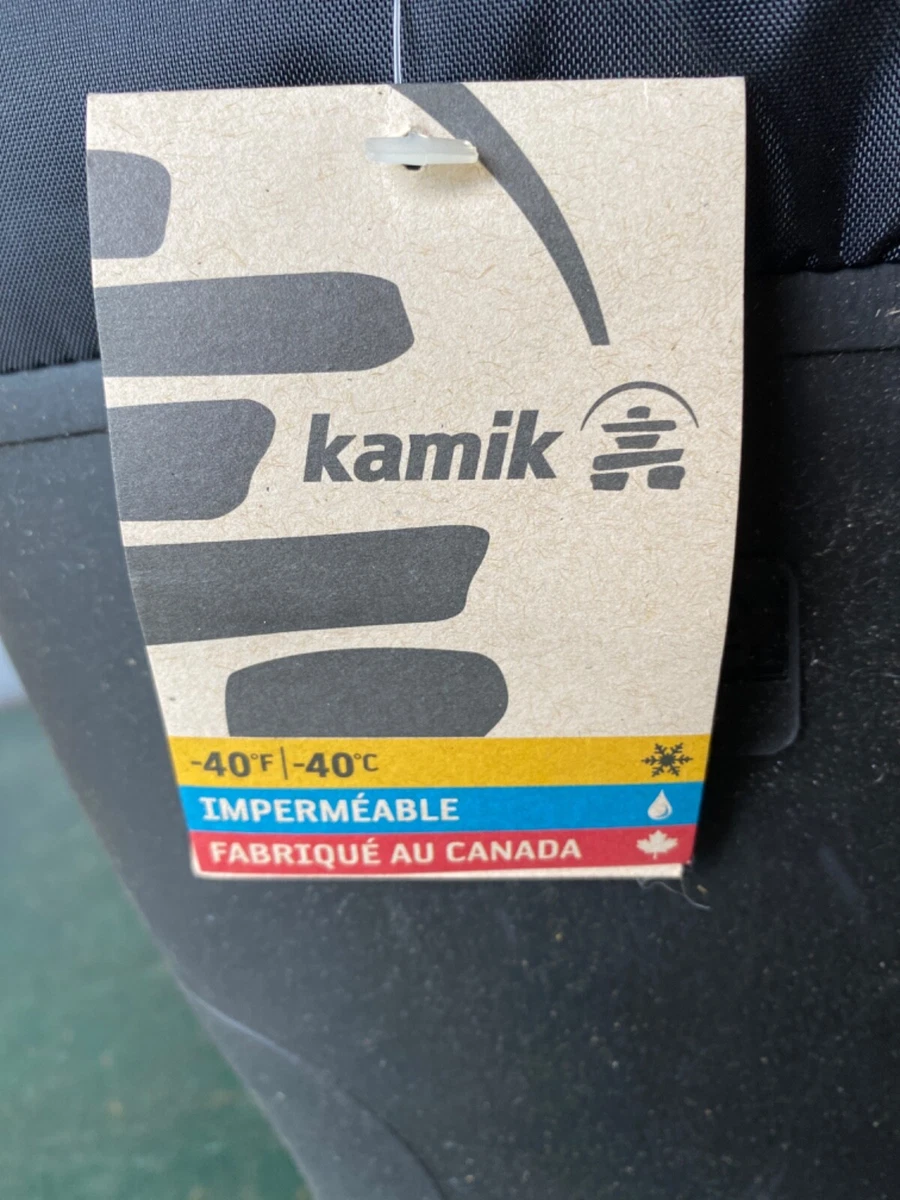 kamik
-40°F|-40°C
IMPERMÉABLE
FABRIQUÉ AU CANADA